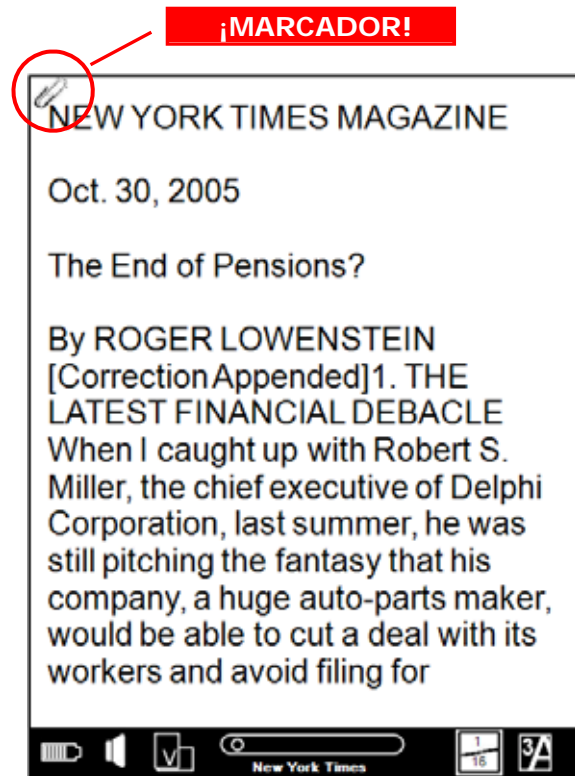 ¡MARCADOR!
NEW YORK TIMES MAGAZINE
Oct. 30, 2005
The End of Pensions?
By ROGER LOWENSTEIN
[Correction Appended]1. THE
LATEST FINANCIAL DEBACLE
When I caught up with Robert S.
Miller, the chief executive of Delphi
Corporation, last summer, he was
still pitching the fantasy that his
company, a huge auto-parts maker,
would be able to cut a deal with its
workers and avoid filing for
V
New York Times
1
16
3A